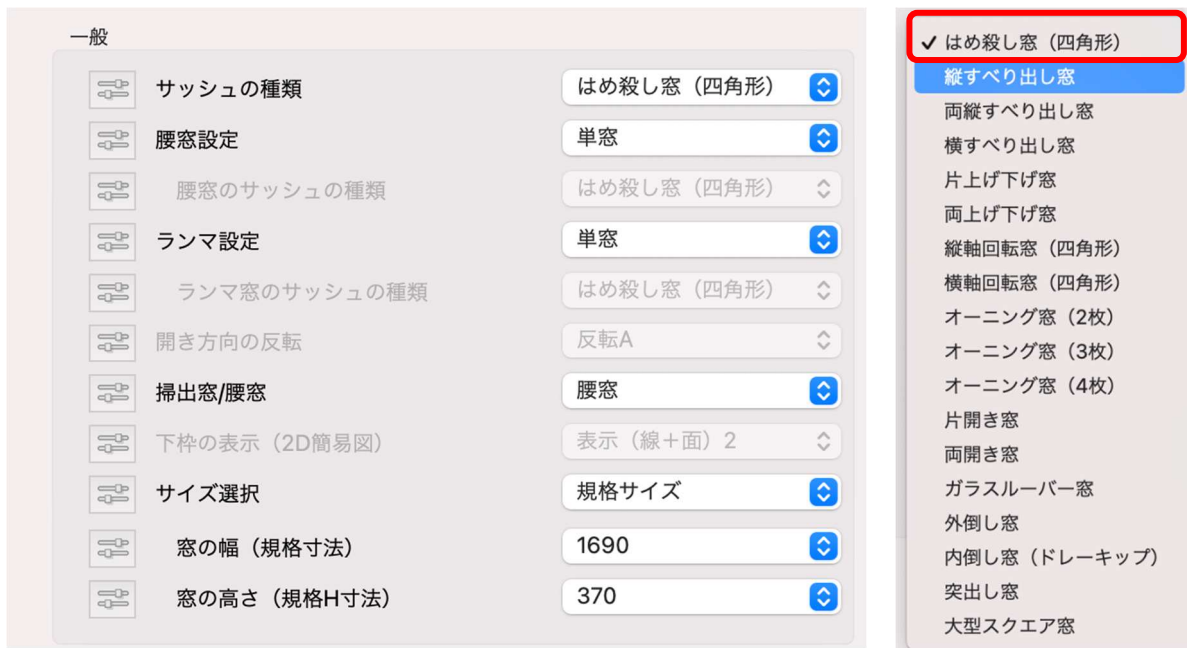 一般
サッシュの種類 はめ殺し窓（四角形）
腰窓設定 単窓
腰窓のサッシュの種類 はめ殺し窓（四角形）
ランマ設定 単窓
ランマ窓のサッシュの種類 はめ殺し窓（四角形）
開き方向の反転 反転A
掃出窓/腰窓 腰窓
下枠の表示（2D簡易図） 表示（線＋面）2
サイズ選択 規格サイズ
窓の幅（規格寸法） 1690
窓の高さ（規格H寸法） 370
✓ はめ殺し窓（四角形）
縦すべり出し窓
両縦すべり出し窓
横すべり出し窓
片上げ下げ窓
両上げ下げ窓
縦軸回転窓（四角形）
横軸回転窓（四角形）
オーニング窓（2枚）
オーニング窓（3枚）
オーニング窓（4枚）
片開き窓
両開き窓
ガラスルーバー窓
外倒し窓
内倒し窓（ドレーキップ）
突出し窓
大型スクエア窓